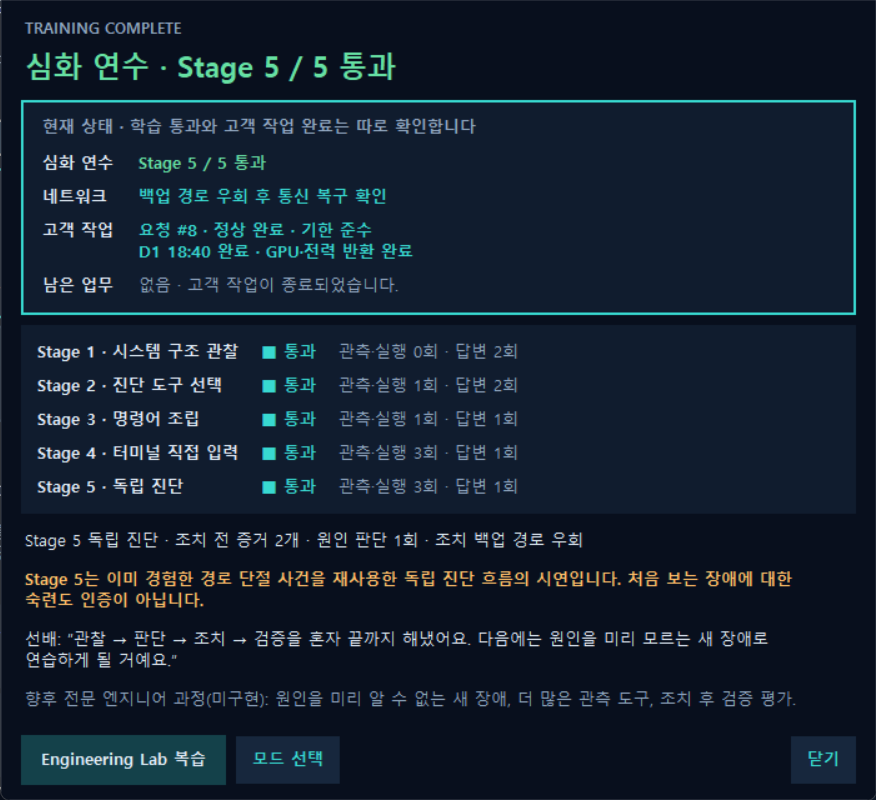 TRAINING COMPLETE
심화 연수 · Stage 5 / 5 통과
현재 상태 · 학습 통과와 고객 작업 완료는 따로 확인합니다
심화 연수 Stage 5 / 5 통과
네트워크 백업 경로 우회 후 통신 복구 확인
고객 작업 요청 #8 · 정상 완료 · 기한 준수
D1 18:40 완료 · GPU·전력 반환 완료
남은 업무 없음 · 고객 작업이 종료되었습니다.
Stage 1 · 시스템 구조 관찰 ■ 통과 관측·실행 0회 · 답변 2회
Stage 2 · 진단 도구 선택 ■ 통과 관측·실행 1회 · 답변 2회
Stage 3 · 명령어 조립 ■ 통과 관측·실행 1회 · 답변 1회
Stage 4 · 터미널 직접 입력 ■ 통과 관측·실행 3회 · 답변 1회
Stage 5 · 독립 진단 ■ 통과 관측·실행 3회 · 답변 1회
Stage 5 독립 진단 · 조치 전 증거 2개 · 원인 판단 1회 · 조치 백업 경로 우회
Stage 5는 이미 경험한 경로 단절 사건을 재사용한 독립 진단 흐름의 시연입니다. 처음 보는 장애에 대한
숙련도 인증이 아닙니다.
선배: "관찰 → 판단 → 조치 → 검증을 혼자 끝까지 해냈어요. 다음에는 원인을 미리 모르는 새 장애로
연습하게 될 거예요."
향후 전문 엔지니어 과정(미구현): 원인을 미리 알 수 없는 새 장애, 더 많은 관측 도구, 조치 후 검증 평가.
Engineering Lab 복습 모드 선택 닫기